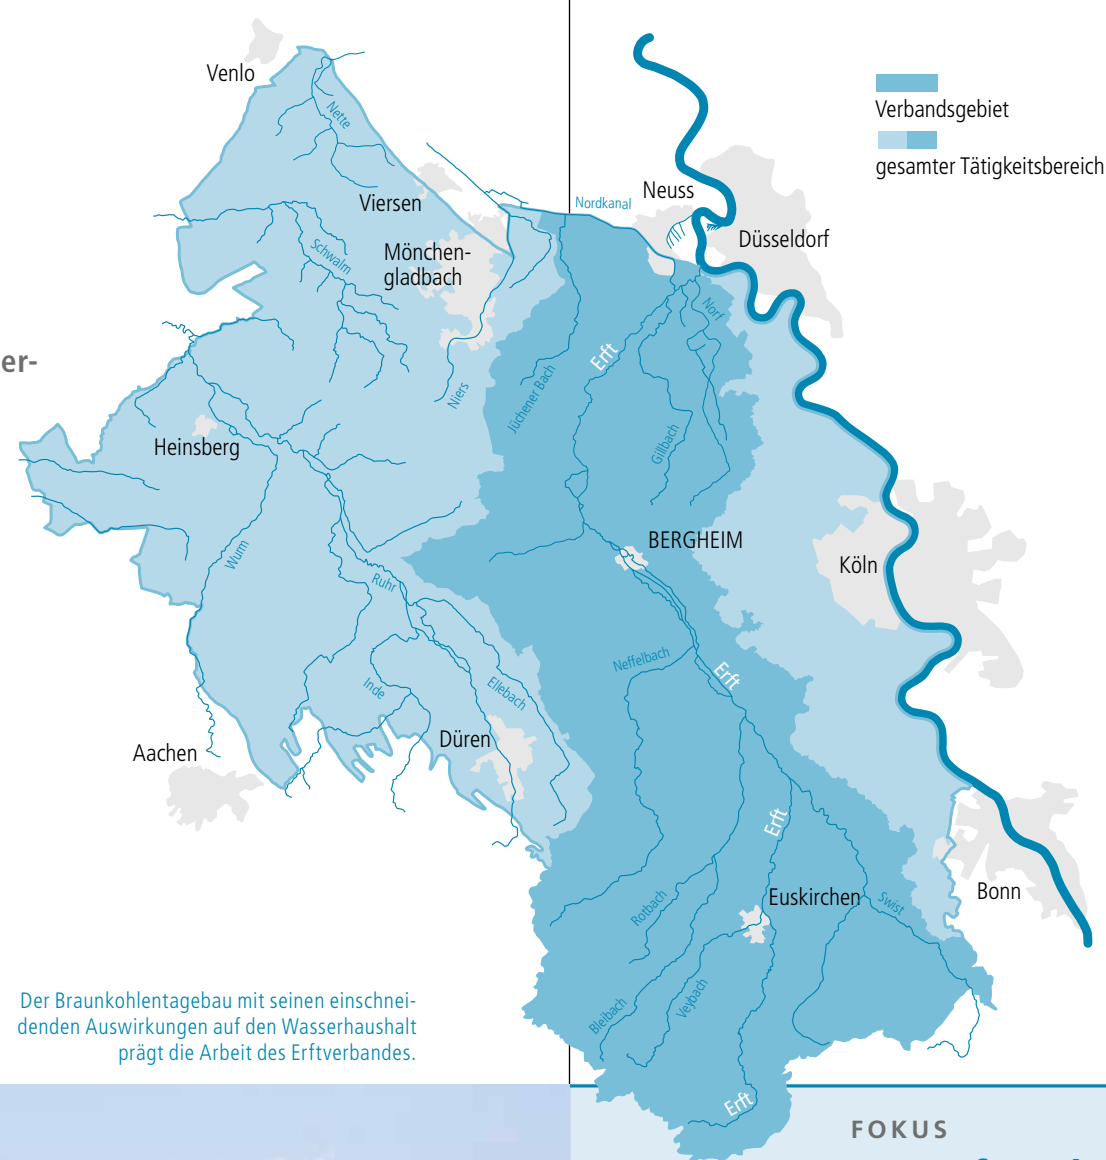 Venlo
Verbandsgebiet
gesamter Tätigkeitsbereich
Nette
Viersen
Nordkanal
Neuss
Düsseldorf
Schwalm
Mönchen-
gladbach
Norf
er-
Erft
Niers
Jüchener Bach
Gillbach
Heinsberg
BERGHEIM
Köln
Wurm
Ruhr
Neffelbach
Erft
Inde
Ellebach
Düren
Aachen
Erft
Euskirchen
Swist
Bonn
Rotbach
Veybach
Bleibach
Der Braunkohlentagebau mit seinen einschnei-
denden Auswirkungen auf den Wasserhaushalt
prägt die Arbeit des Erftverbandes.
Erft
FOKUS